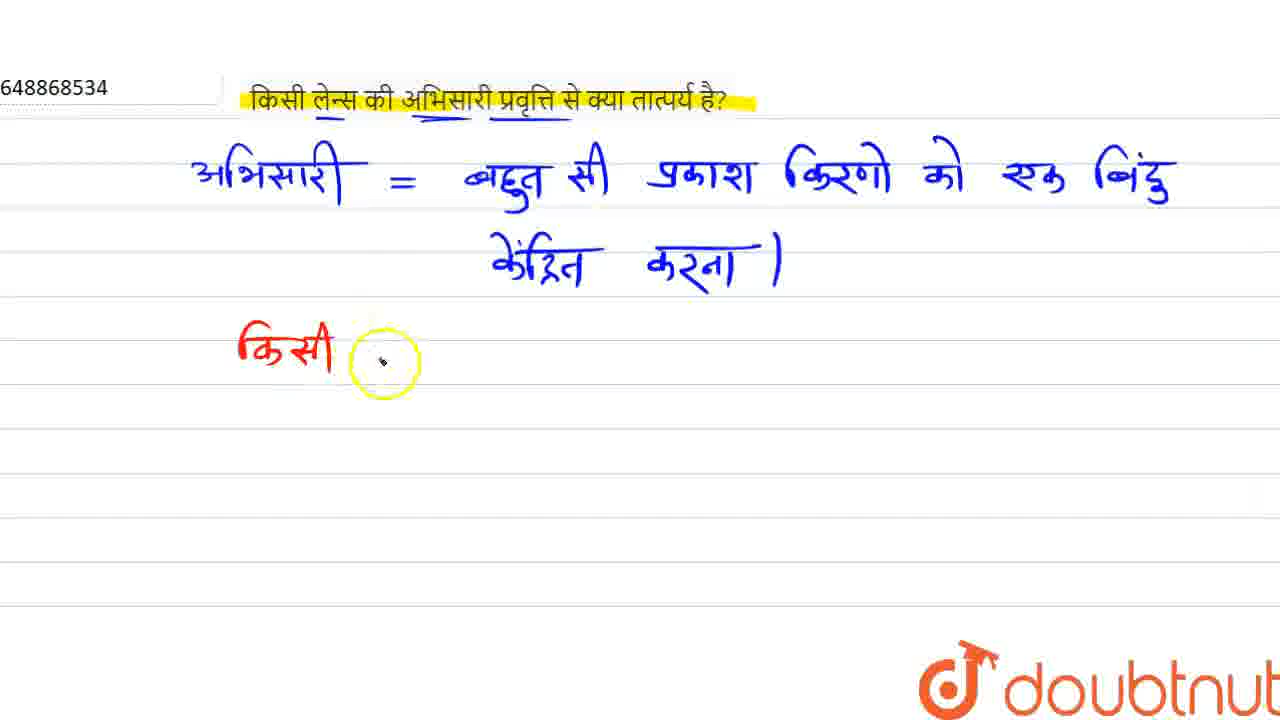 648868534
किसी लेन्स की अभिसारी प्रवृत्ति से क्या तात्पर्य है?
अभिसारी = बहुत सी प्रकाश किरणो को एक बिंदु
केंद्रित करना।
किसी
doubtnut